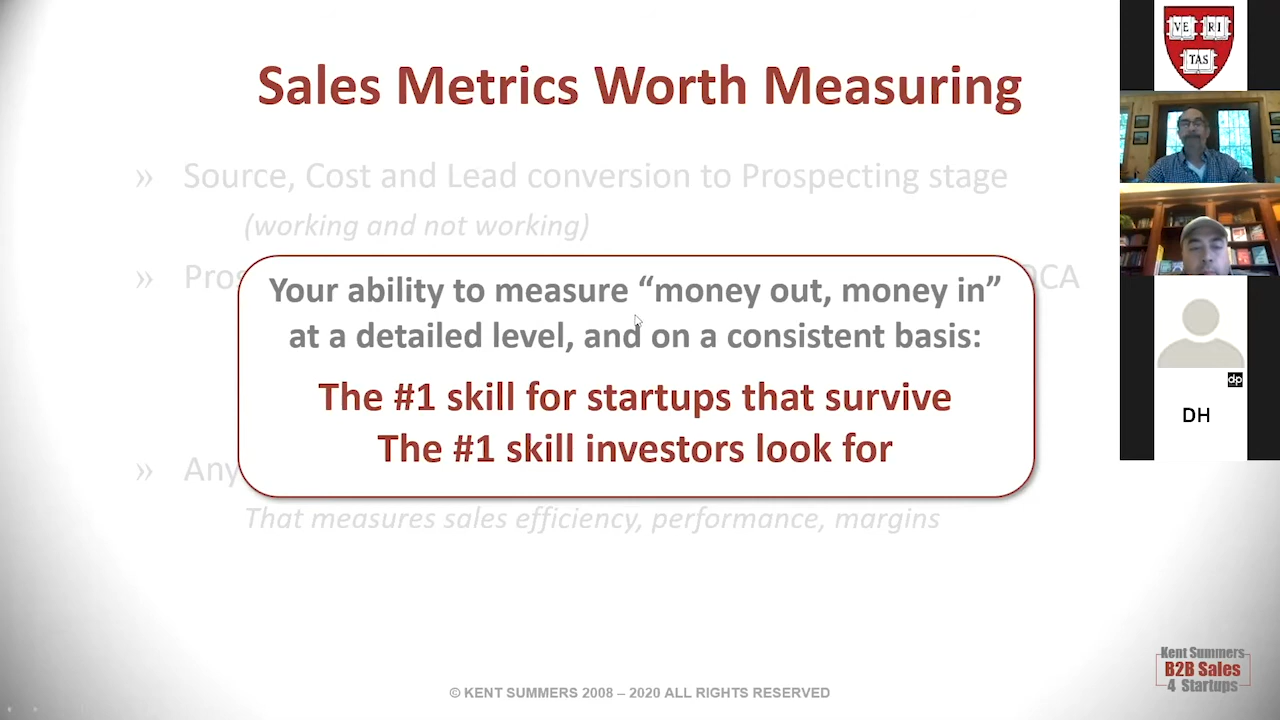 Sales Metrics Worth Measuring
» Source, Cost and Lead conversion to Prospecting stage
(working and not working)
» Pros
CA
Your ability to measure “money out, money in”
at a detailed level, and on a consistent basis:
The #1 skill for startups that survive
The #1 skill investors look for
» Any
That measures sales efficiency, performance, margins
© KENT SUMMERS 2008 – 2020 ALL RIGHTS RESERVED
Kent Summers
B2B Sales
4 Startups
VE RI
TAS
dp
DH